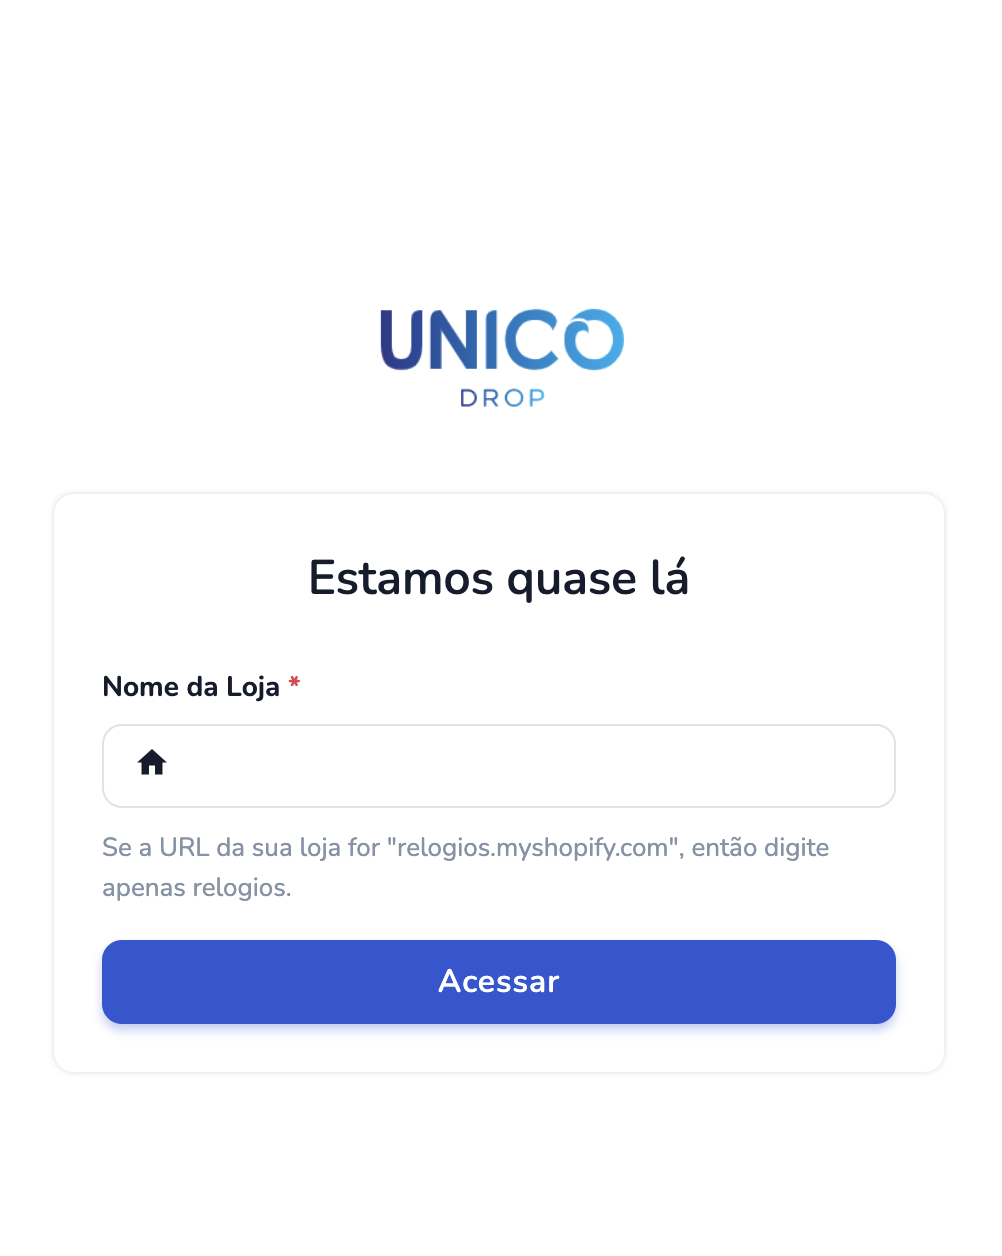 UNICO
DROP
Estamos quase lá
Nome da Loja *
Se a URL da sua loja for "relogios.myshopify.com", então digite
apenas relogios.
Acessar